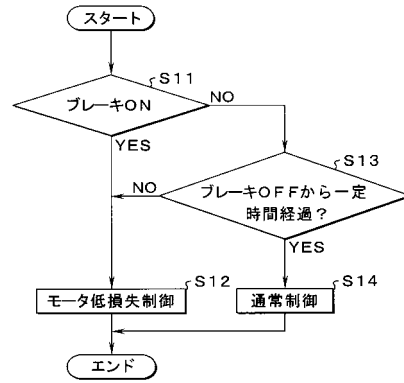 スタート
S11
ブレーキON
NO
YES
S13
NO
ブレーキOFFから一定
時間経過？
YES
S12
モータ低損失制御
S14
通常制御
エンド